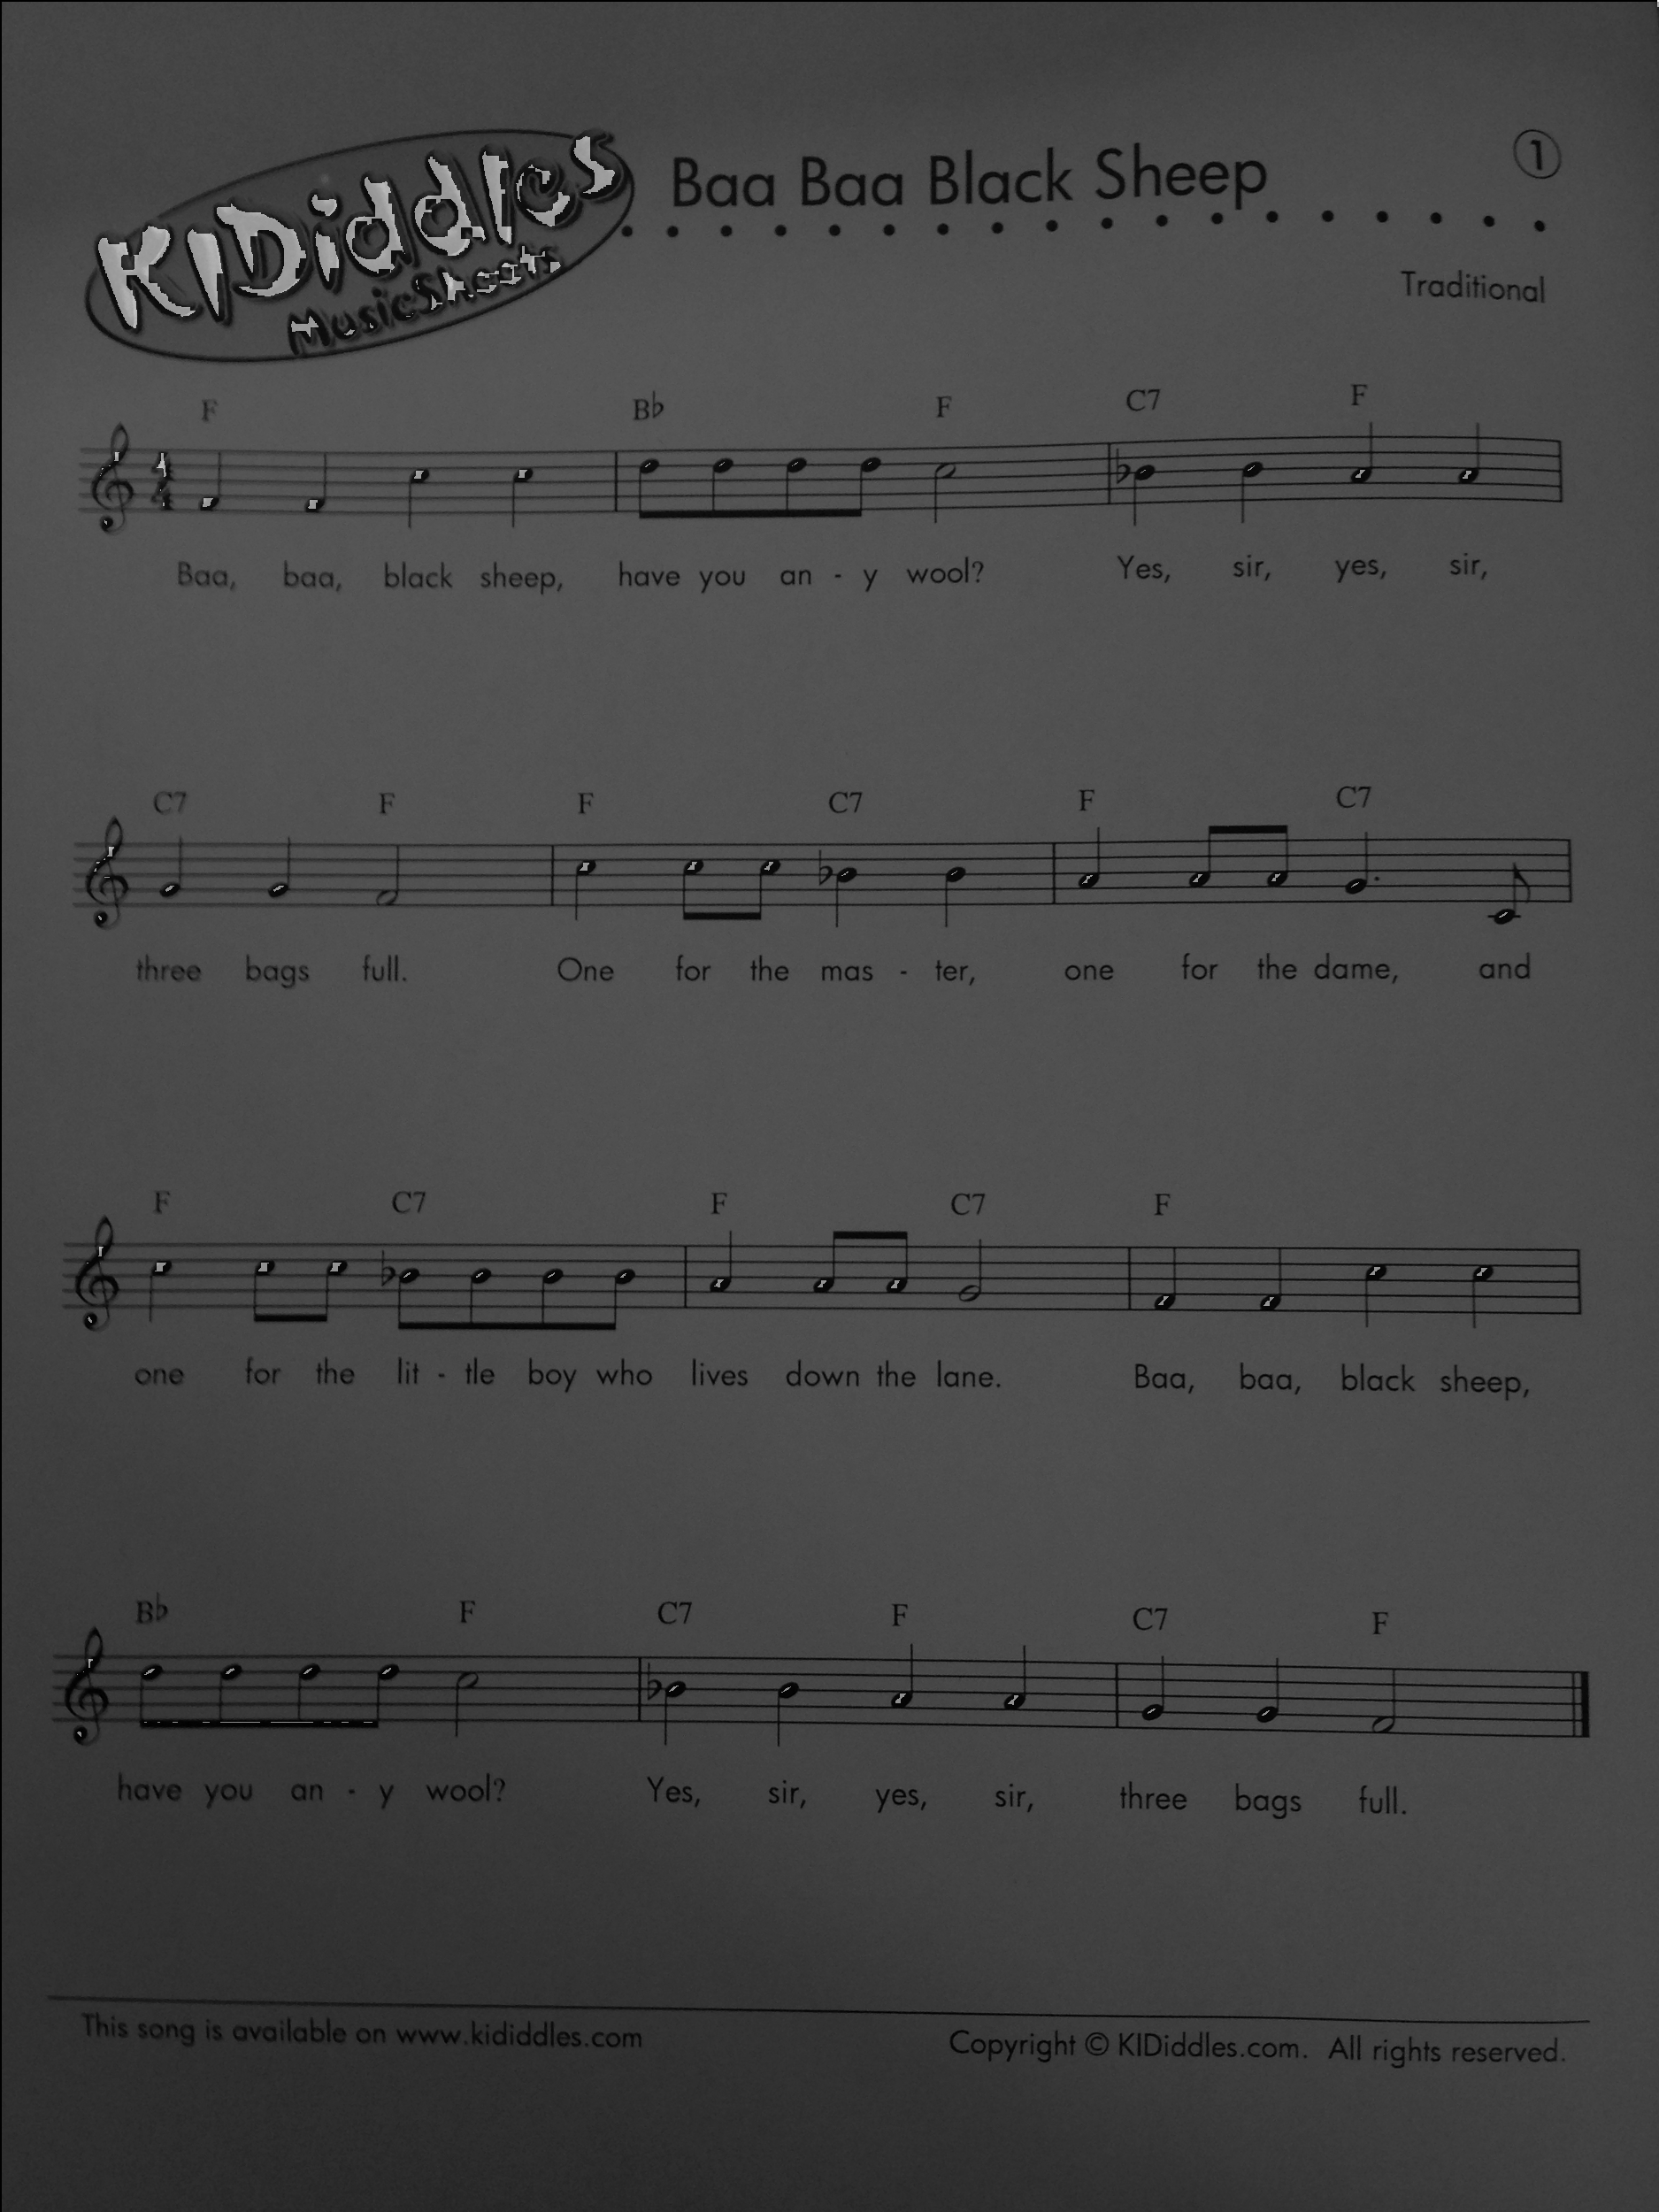 KIDiddles
MusicSheets
Baa Baa Black Sheep
1
Traditional
F Bb F C7 F
4
4
Baa, baa, black sheep, have you an - y wool? Yes, sir, yes, sir,
C7 F F C7 F C7
three bags full. One for the mas - ter, one for the dame, and
F C7 F C7 F
one for the lit - tle boy who lives down the lane. Baa, baa, black sheep,
Bb F C7 F C7 F
have you an - y wool? Yes, sir, yes, sir, three bags full.
This song is available on www.kididdles.com
Copyright © KIDiddles.com. All rights reserved.